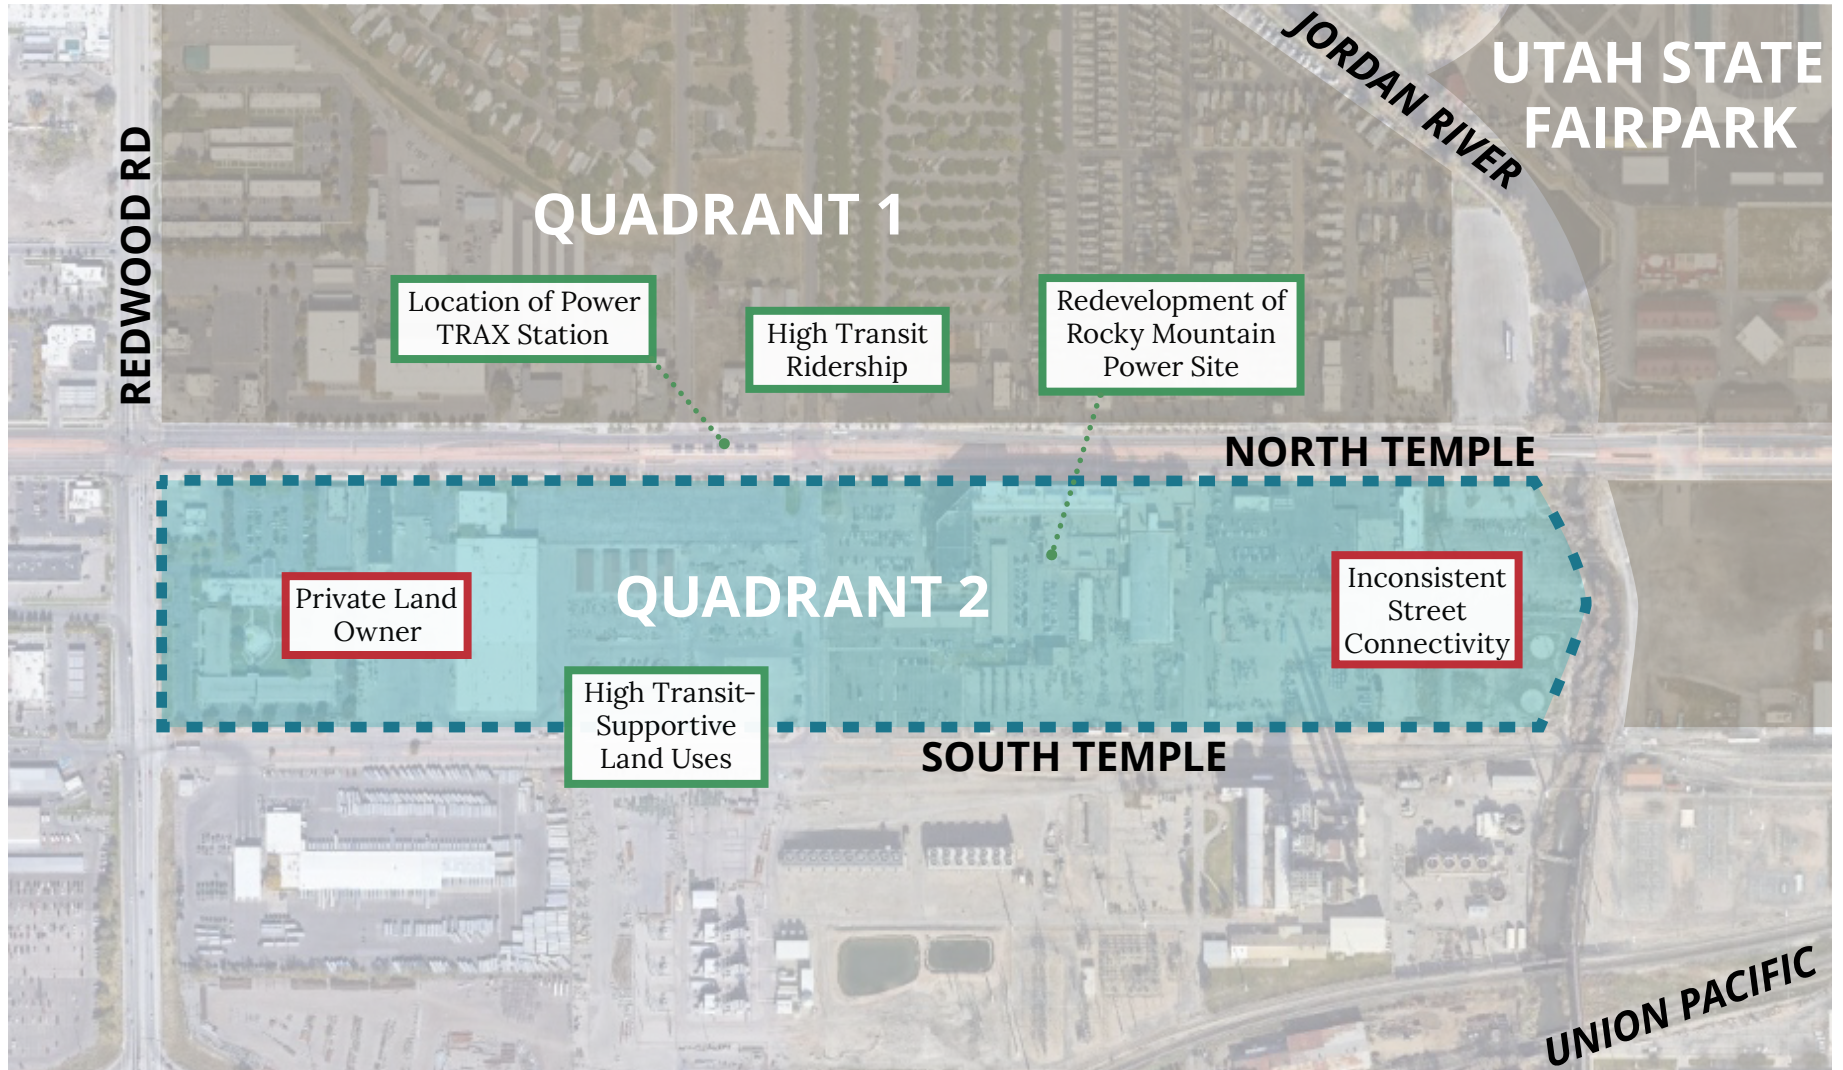 JORDAN RIVER
UTAH STATE
FAIRPARK
REDWOOD RD
QUADRANT 1
Location of Power
TRAX Station
High Transit
Ridership
Redevelopment of
Rocky Mountain
Power Site
NORTH TEMPLE
Private Land
Owner
QUADRANT 2
Inconsistent
Street
Connectivity
High Transit-
Supportive
Land Uses
SOUTH TEMPLE
UNION PACIFIC